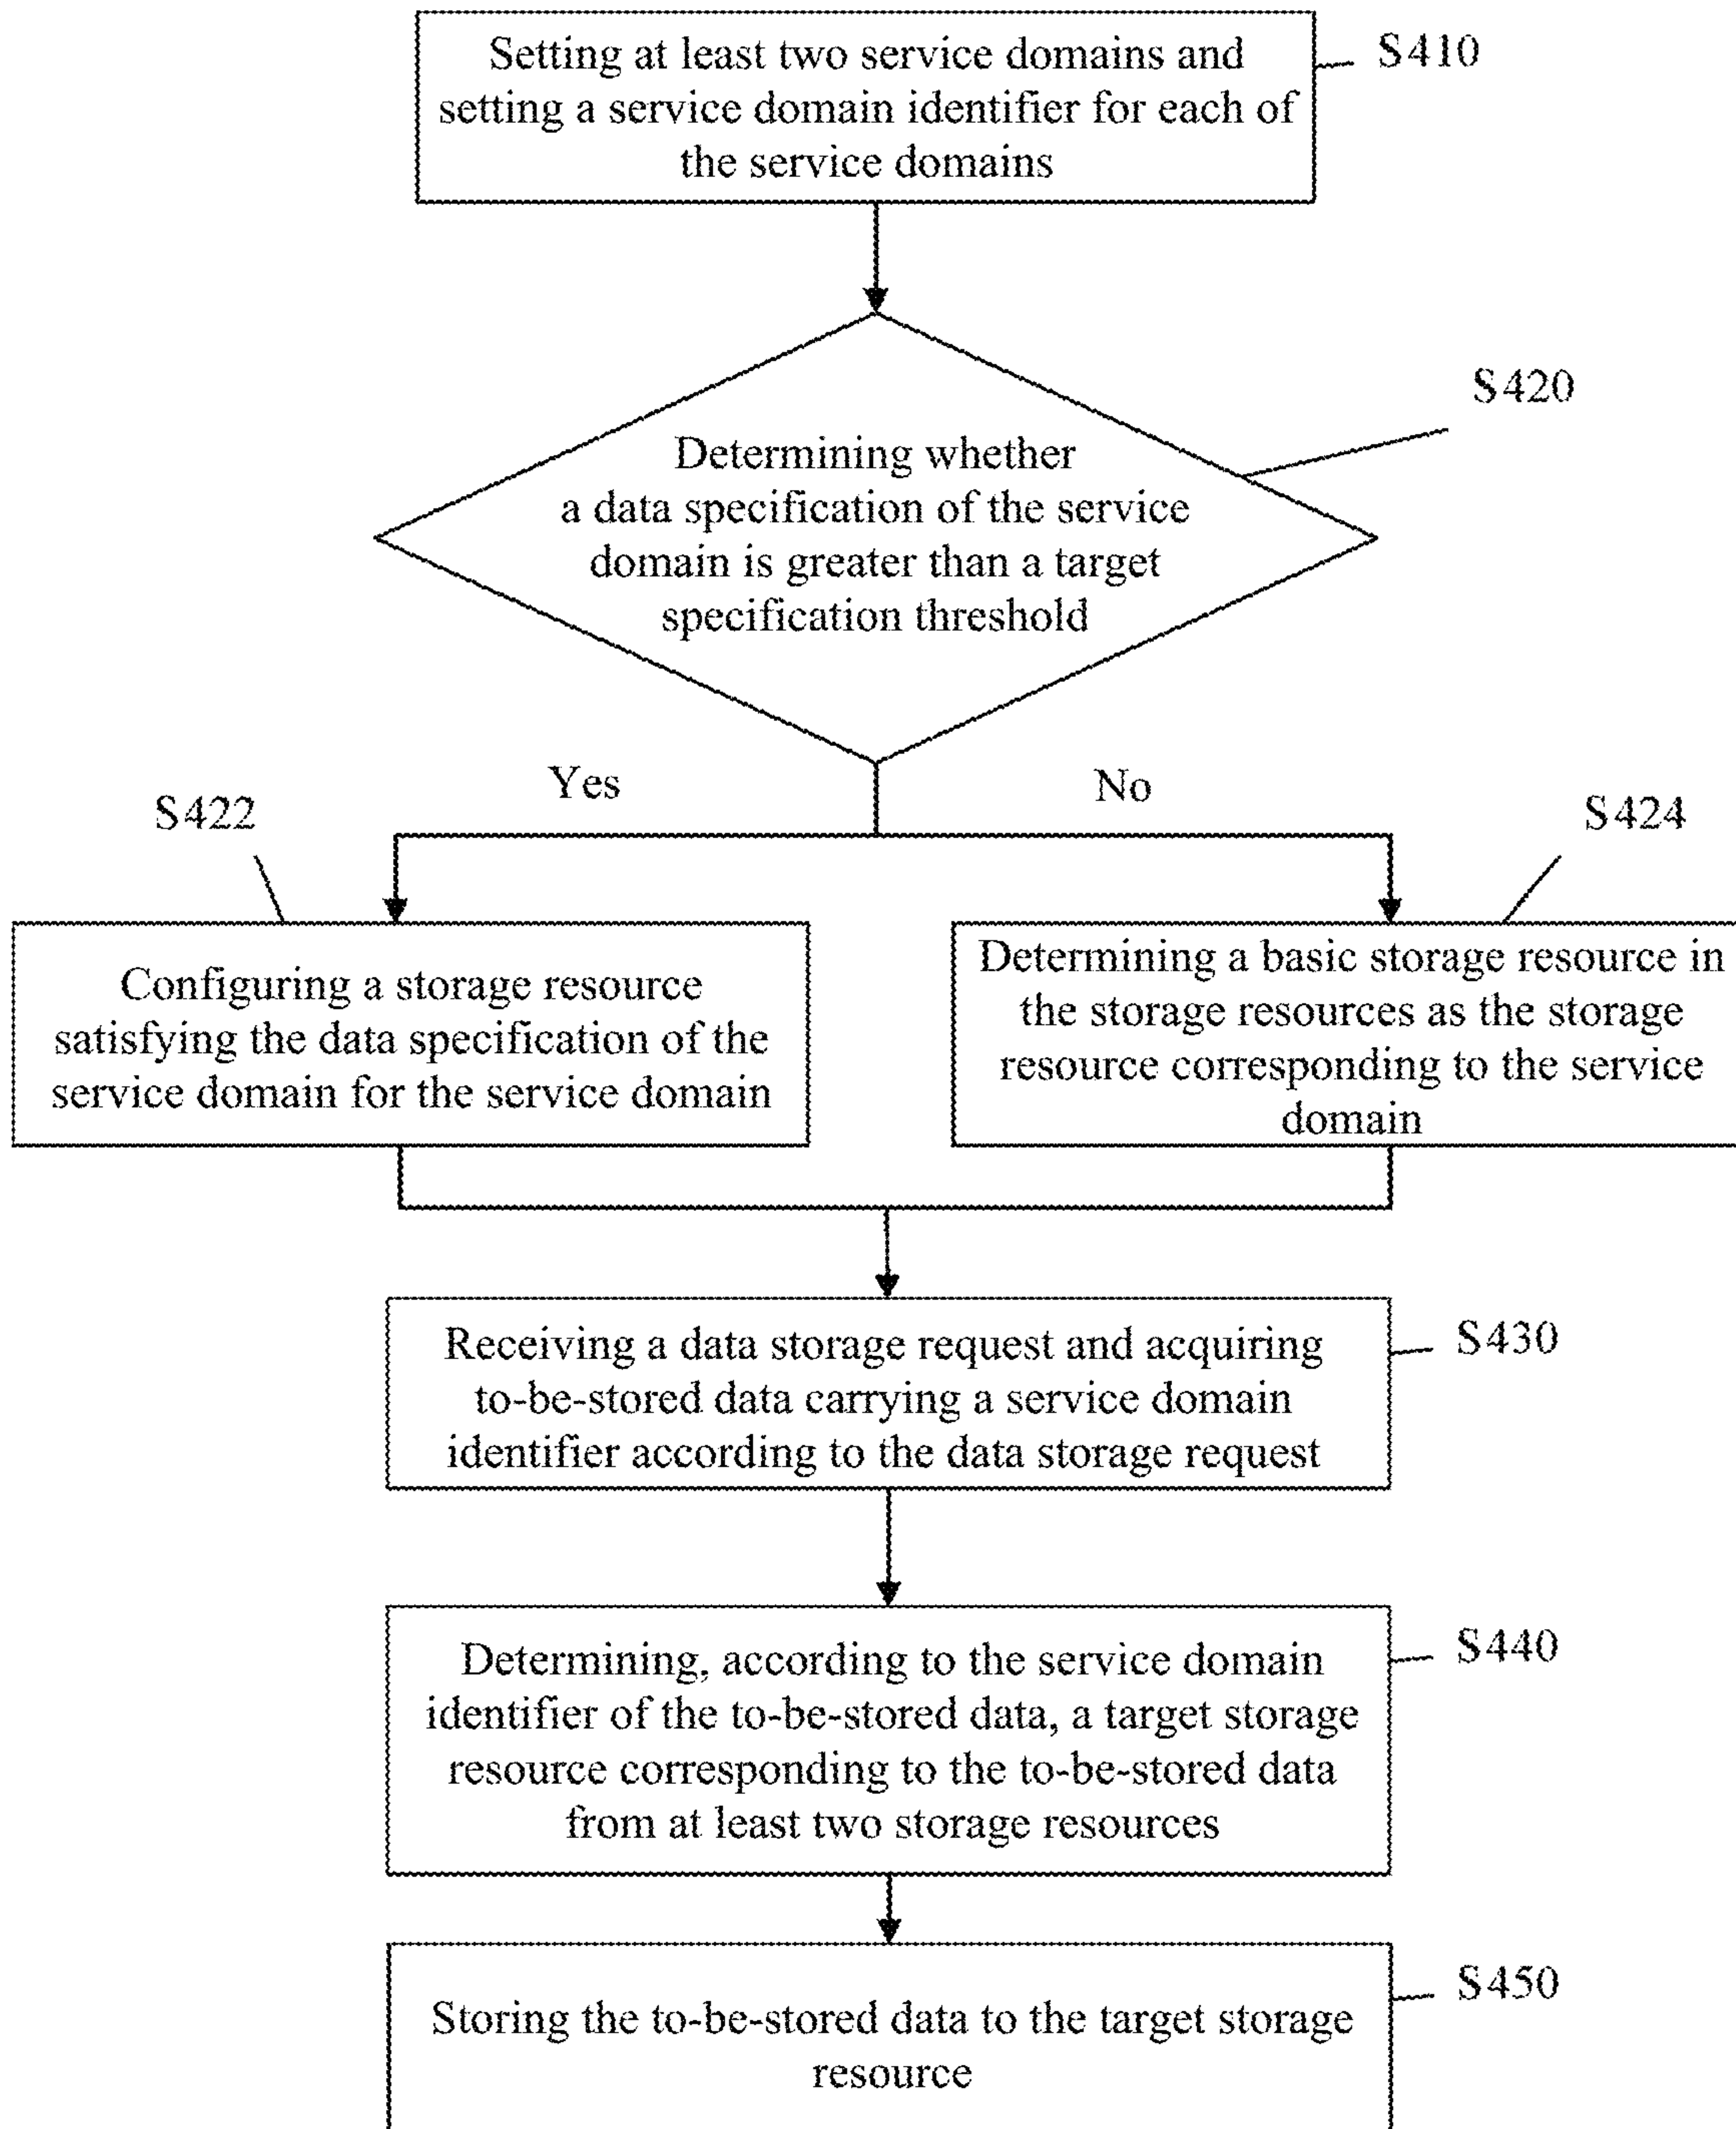 Setting at least two service domains and
setting a service domain identifier for each of
the service domains
S410
Determining whether
a data specification of the service
domain is greater than a target
specification threshold
S420
Yes
No
S422
S424
Configuring a storage resource
satisfying the data specification of the
service domain for the service domain
Determining a basic storage resource in
the storage resources as the storage
resource corresponding to the service
domain
Receiving a data storage request and acquiring
to-be-stored data carrying a service domain
identifier according to the data storage request
S430
Determining, according to the service domain
identifier of the to-be-stored data, a target storage
resource corresponding to the to-be-stored data
from at least two storage resources
S440
Storing the to-be-stored data to the target storage
resource
S450